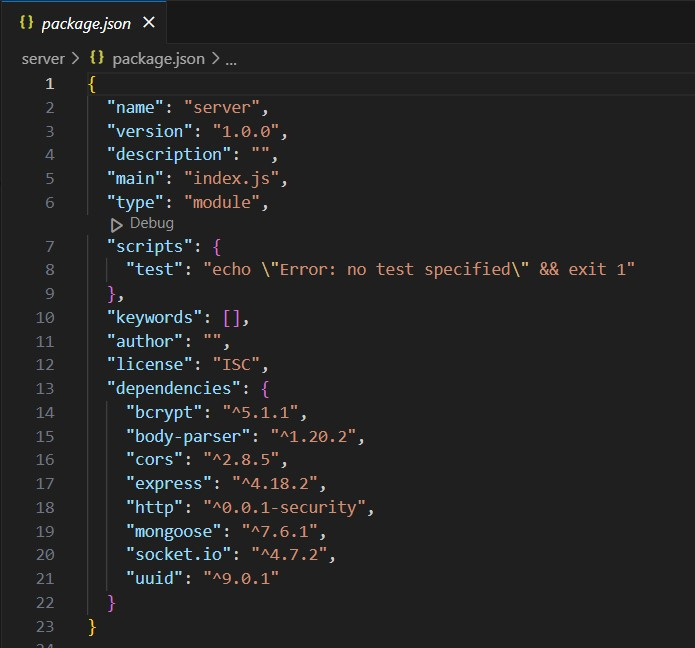 {} package.json ✕
server > {} package.json > ...
1 {
2 "name": "server",
3 "version": "1.0.0",
4 "description": "",
5 "main": "index.js",
6 "type": "module",
▷ Debug
7 "scripts": {
8 "test": "echo \"Error: no test specified\" && exit 1"
9 },
10 "keywords": [],
11 "author": "",
12 "license": "ISC",
13 "dependencies": {
14 "bcrypt": "^5.1.1",
15 "body-parser": "^1.20.2",
16 "cors": "^2.8.5",
17 "express": "^4.18.2",
18 "http": "^0.0.1-security",
19 "mongoose": "^7.6.1",
20 "socket.io": "^4.7.2",
21 "uuid": "^9.0.1"
22 }
23 }
24